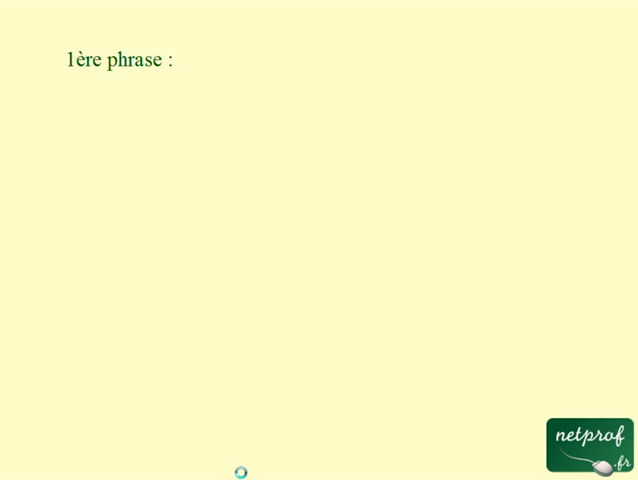 1ère phrase :
netprof
.fr